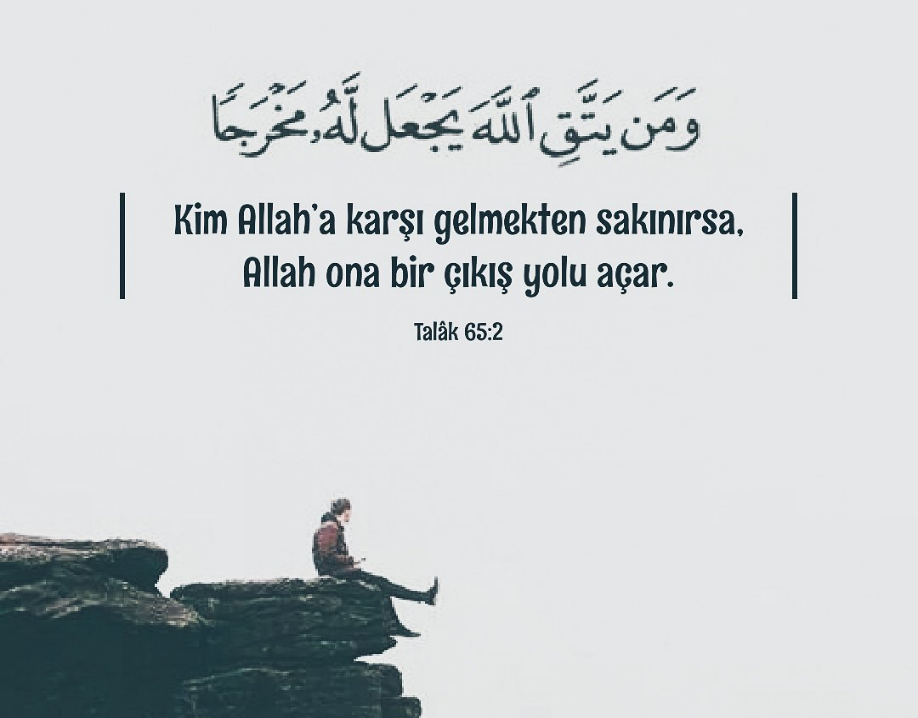 وَمَن يَتَّقِ ٱللَّهَ يَجْعَل لَّهُۥ مَخْرَجًا
Kim Allah'a karşı gelmekten sakınırsa,
Allah ona bir çıkış yolu açar.
Talâk 65:2